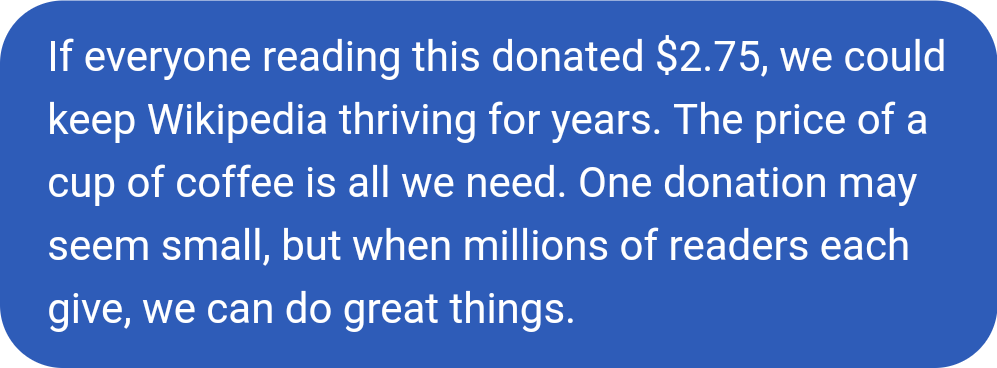 If everyone reading this donated $2.75, we could
keep Wikipedia thriving for years. The price of a
cup of coffee is all we need. One donation may
seem small, but when millions of readers each
give, we can do great things.